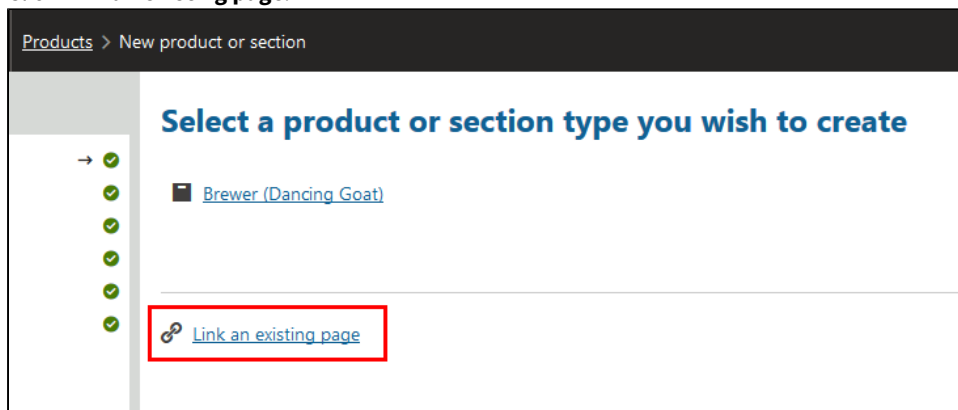 Products > New product or section
Select a product or section type you wish to create
Brewer (Dancing Goat)
Link an existing page